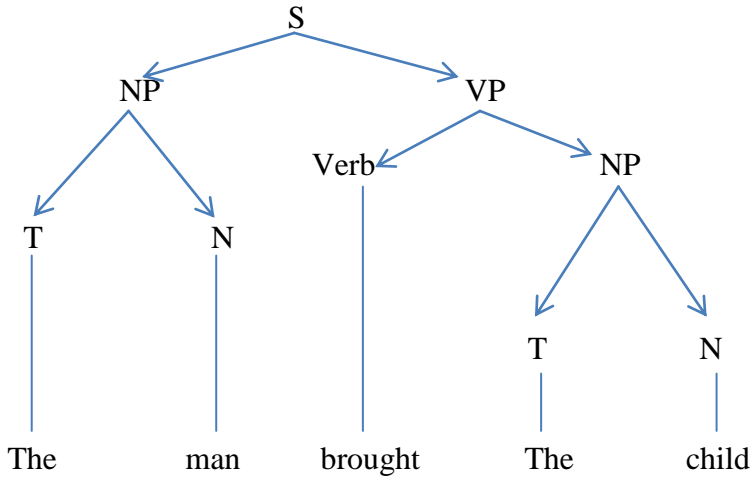 S
NP VP
Verb NP
T N
T N
The man brought The child